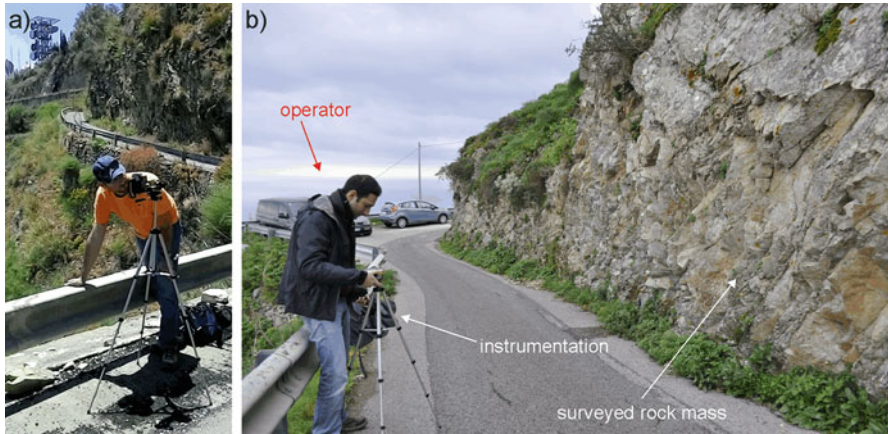 a)
b)
operator
instrumentation
surveyed rock mass